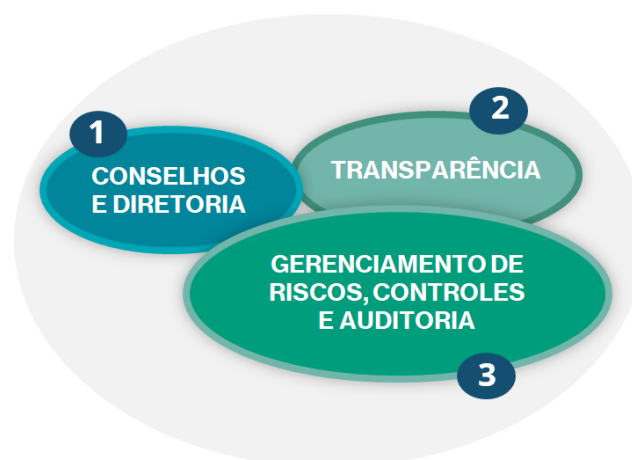 1
CONSELHOS
E DIRETORIA
2
TRANSPARÊNCIA
GERENCIAMENTO DE
RISCOS, CONTROLES
E AUDITORIA
3